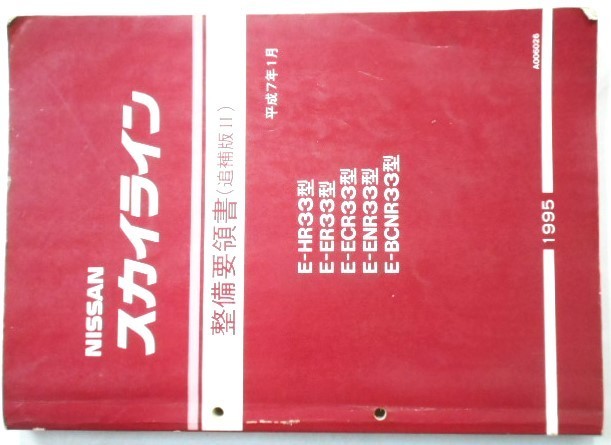 NISSAN
スカイライン
整備要領書(追補版II)
平成7年1月
E-HR33型
E-ER33型
E-ECR33型
E-ENR33型
E-BCNR33型
1995
A006026